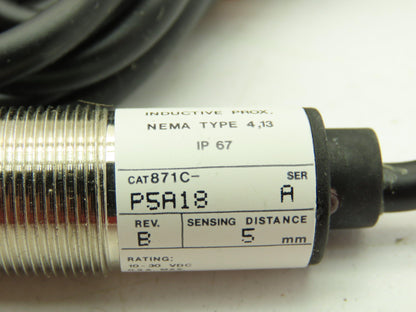 INDUCTIVE PROX.
NEMA TYPE 4,13
IP 67
CAT 871C- SER
P5A18 A
REV. SENSING DISTANCE
B 5 mm
RATING:
10-30 VDC